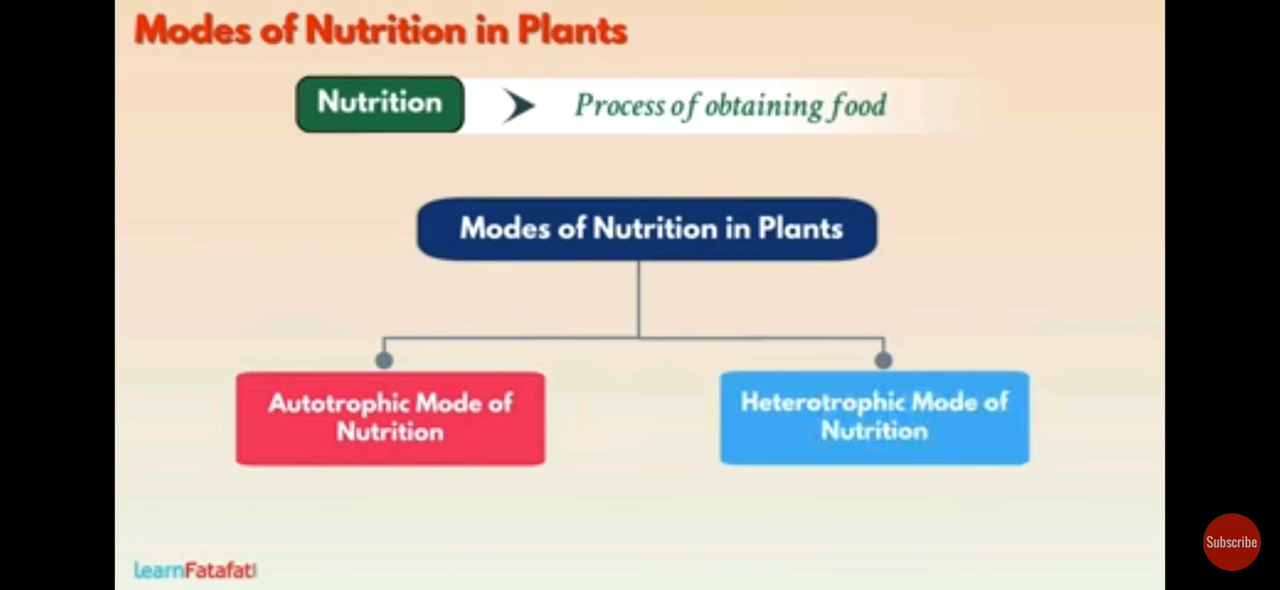 Modes of Nutrition in Plants
Nutrition
Process of obtaining food
Modes of Nutrition in Plants
Autotrophic Mode of
Nutrition
Heterotrophic Mode of
Nutrition
learnFatafat
Subscribe